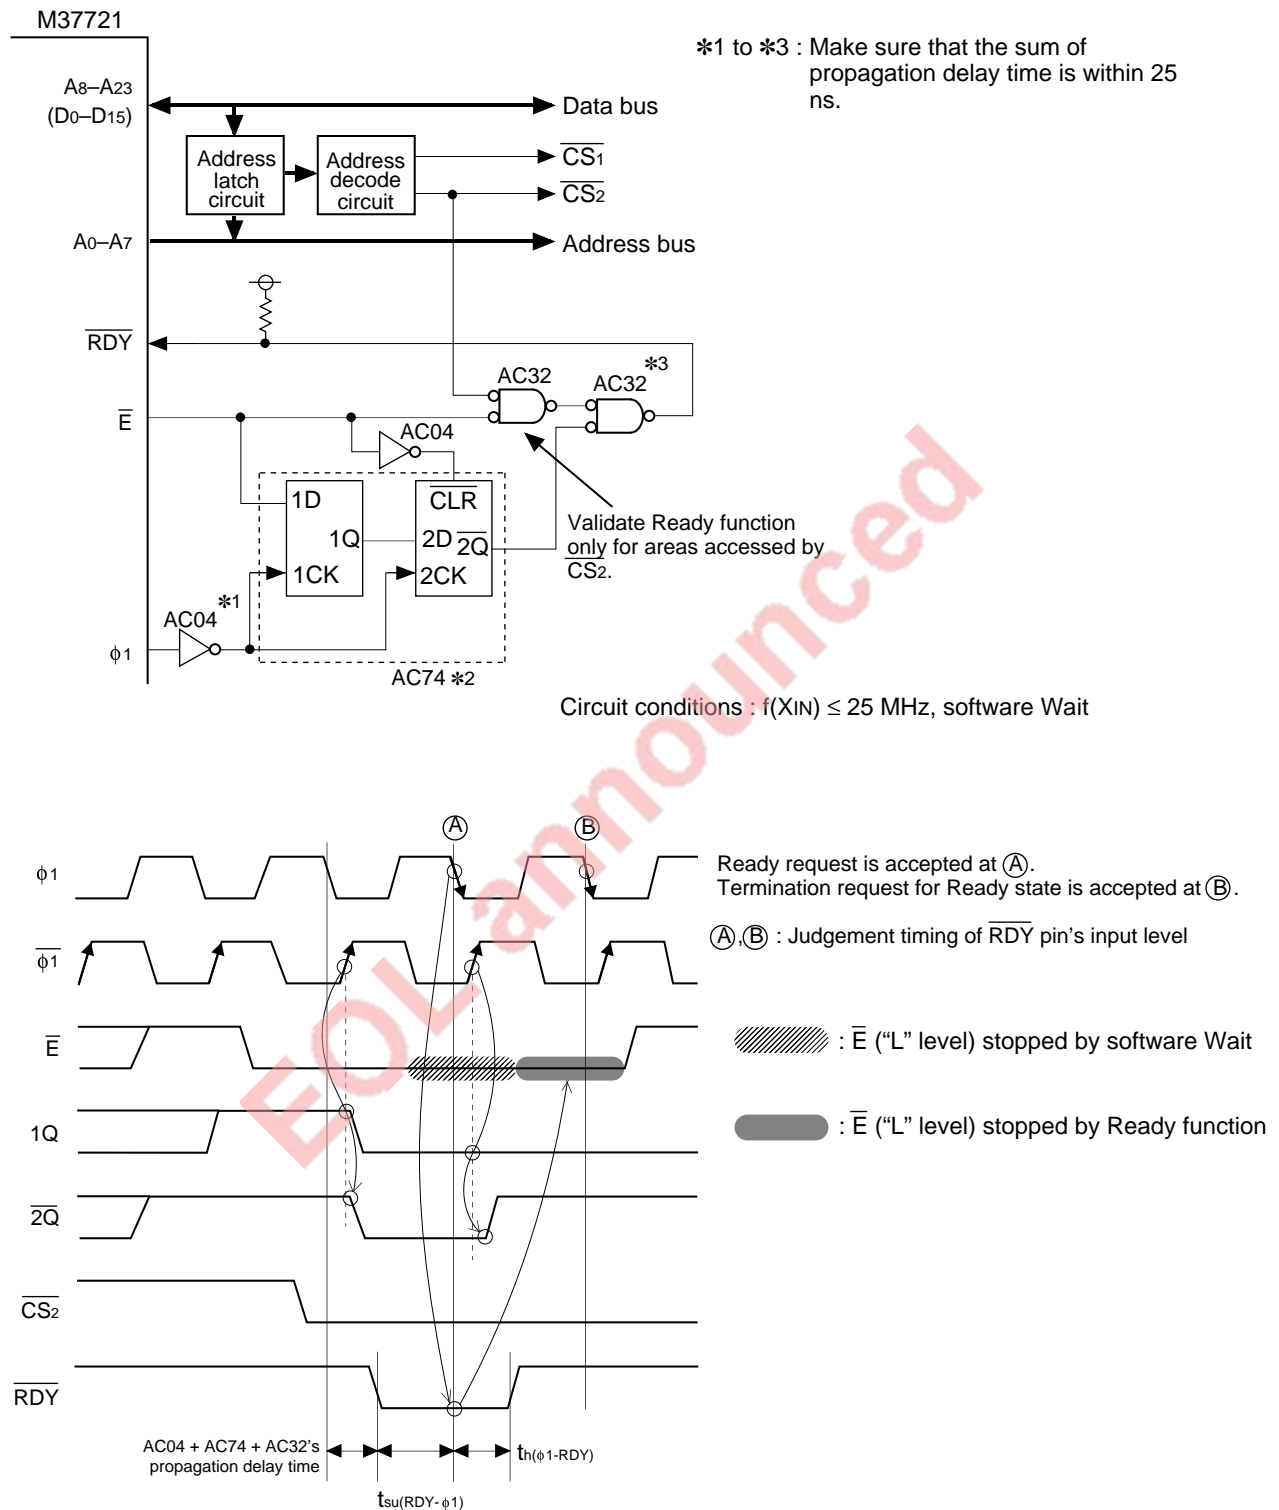 M37721
✽1 to ✽3 : Make sure that the sum of
propagation delay time is within 25
ns.
A8–A23
(D0–D15)
Data bus
Address
latch
circuit
Address
decode
circuit
CS1
CS2
A0–A7
Address bus
RDY
AC32
AC32 ✽3
E
AC04
1D
CLR
1Q
2D
2Q
1CK
2CK
Validate Ready function
only for areas accessed by
CS2.
AC04 ✽1
ϕ1
AC74 ✽2
Circuit conditions : f(XIN) ≤ 25 MHz, software Wait
A
B
ϕ1
Ready request is accepted at Ⓐ.
Termination request for Ready state is accepted at Ⓑ.
ϕ1
Ⓐ,Ⓑ : Judgement timing of RDY pin's input level
E
: E (“L” level) stopped by software Wait
1Q
: E (“L” level) stopped by Ready function
2Q
CS2
RDY
AC04 + AC74 + AC32's
propagation delay time
th(ϕ1-RDY)
tsu(RDY-ϕ1)
EOL announced